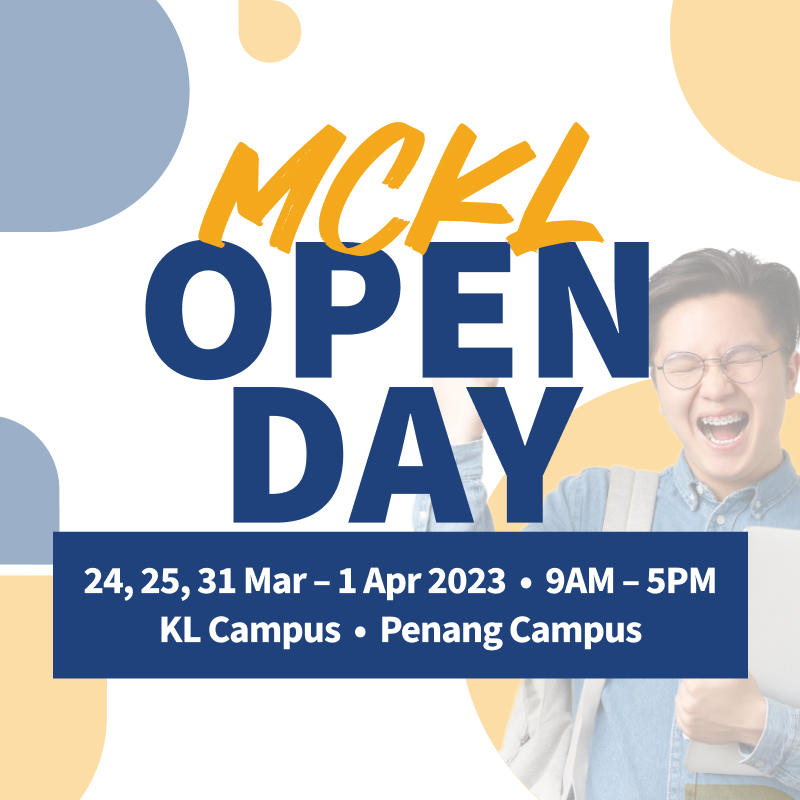 MCKL
OPEN
DAY
24, 25, 31 Mar – 1 Apr 2023 • 9AM – 5PM
KL Campus • Penang Campus